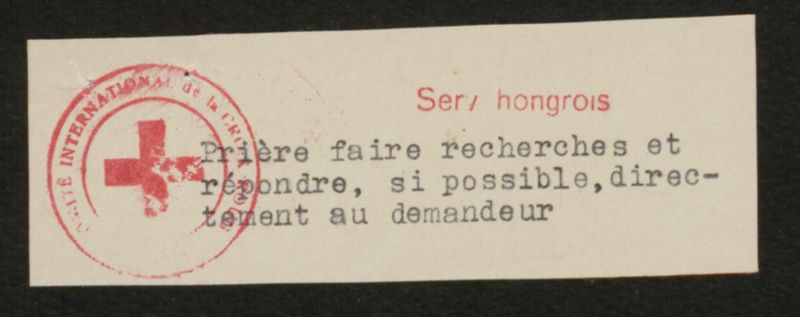 COMITÉ INTERNATIONAL de la CROIX
Serv hongrois
Prière faire recherches et
répondre, si possible, direc-
tement au demandeur